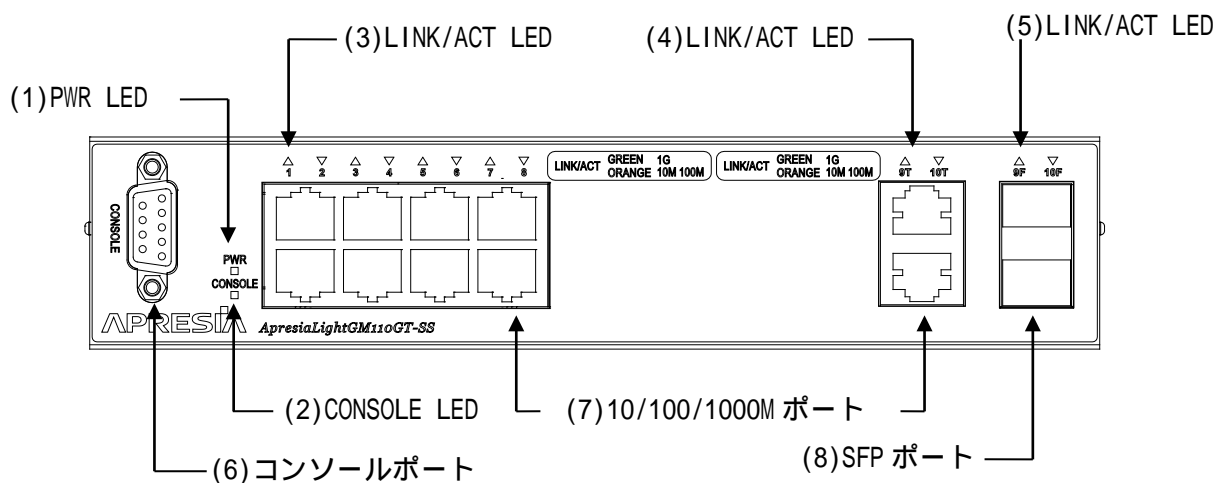 (3)LINK/ACT LED
(4)LINK/ACT LED
(5)LINK/ACT LED
(1)PWR LED
1 2 3 4 5 6 7 8
LINK/ACT GREEN 1G
ORANGE 10M 100M
LINK/ACT GREEN 1G
ORANGE 10M 100M
9T 10T
9F 10F
CONSOLE
PWR
CONSOLE
APRESIA
ApresiaLightGM110GT-SS
(2)CONSOLE LED
(7)10/100/1000M ポート
(6)コンソールポート
(8)SFP ポート